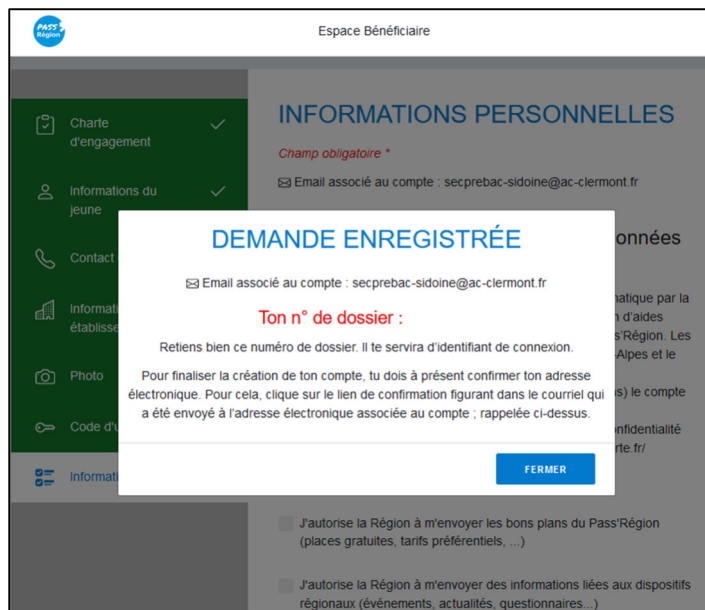 PASS'
Région
Espace Bénéficiaire
Charte
d'engagement
Informations du
jeune
Contact
Informati
établisse
Photo
Code d'u
Informati
INFORMATIONS PERSONNELLES
Champ obligatoire *
Email associé au compte : secprebac-sidoine@ac-clermont.fr
onnées
natique par la
n d'aides
s'Région. Les
-Alpes et le
s) le compte
nfidentialité
rte.fr/
DEMANDE ENREGISTRÉE
Email associé au compte : secprebac-sidoine@ac-clermont.fr
Ton n° de dossier :
Retiens bien ce numéro de dossier. Il te servira d'identifiant de connexion.
Pour finaliser la création de ton compte, tu dois à présent confirmer ton adresse
électronique. Pour cela, clique sur le lien de confirmation figurant dans le courriel qui
a été envoyé à l'adresse électronique associée au compte ; rappelée ci-dessus.
FERMER
J'autorise la Région à m'envoyer les bons plans du Pass'Région
(places gratuites, tarifs préférentiels, ...)
J'autorise la Région à m'envoyer des informations liées aux dispositifs
régionaux (événements, actualités, questionnaires...)